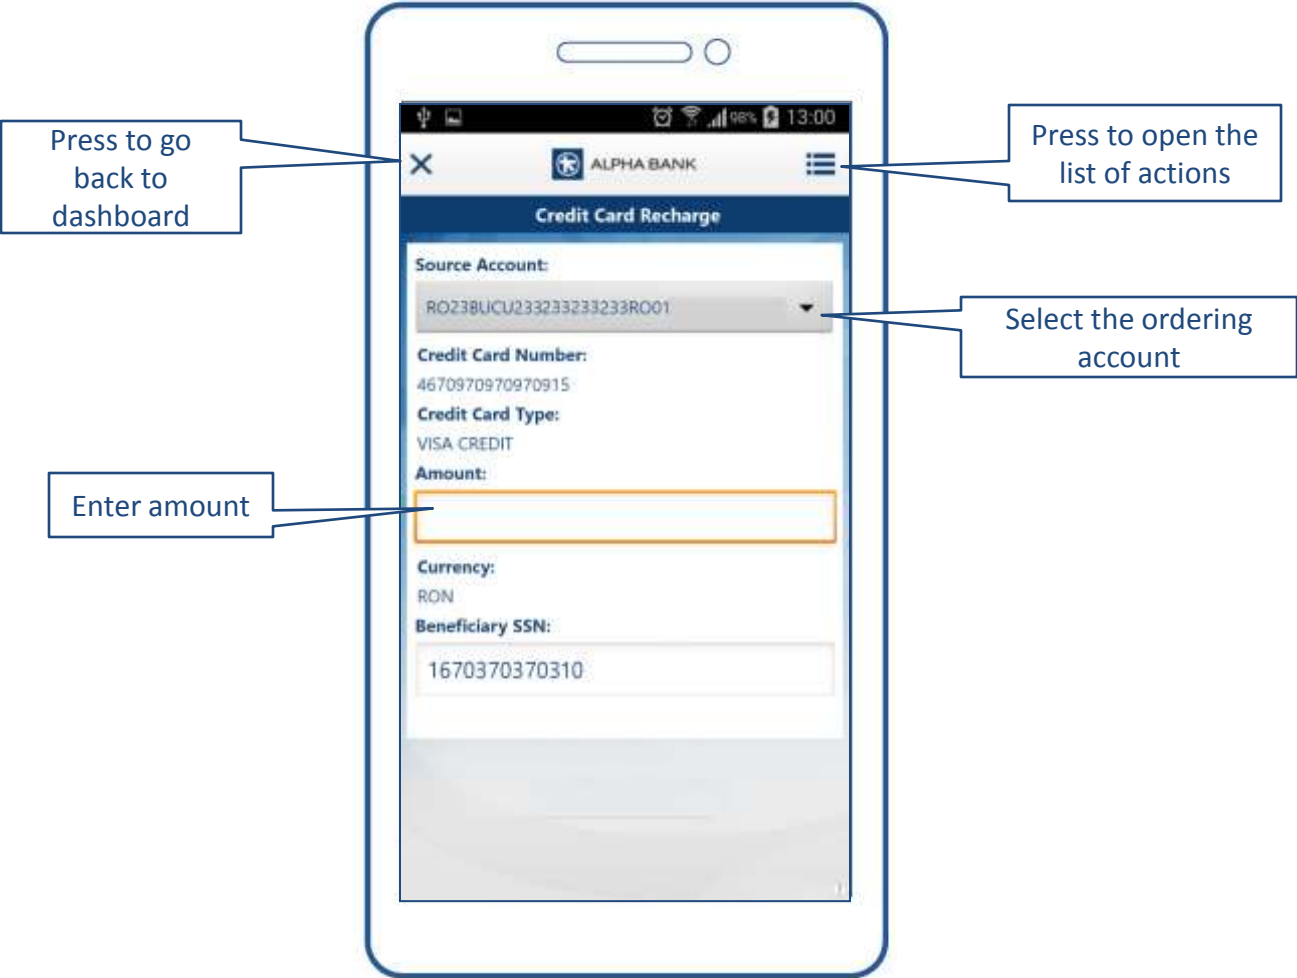 98% 13:00
Press to go
back to
dashboard
ALPHA BANK
Press to open the
list of actions
Credit Card Recharge
Source Account:
RO23BUCU233233233233RO01
Select the ordering
account
Credit Card Number:
4670970970970915
Credit Card Type:
VISA CREDIT
Amount:
Enter amount
Currency:
RON
Beneficiary SSN:
1670370370310